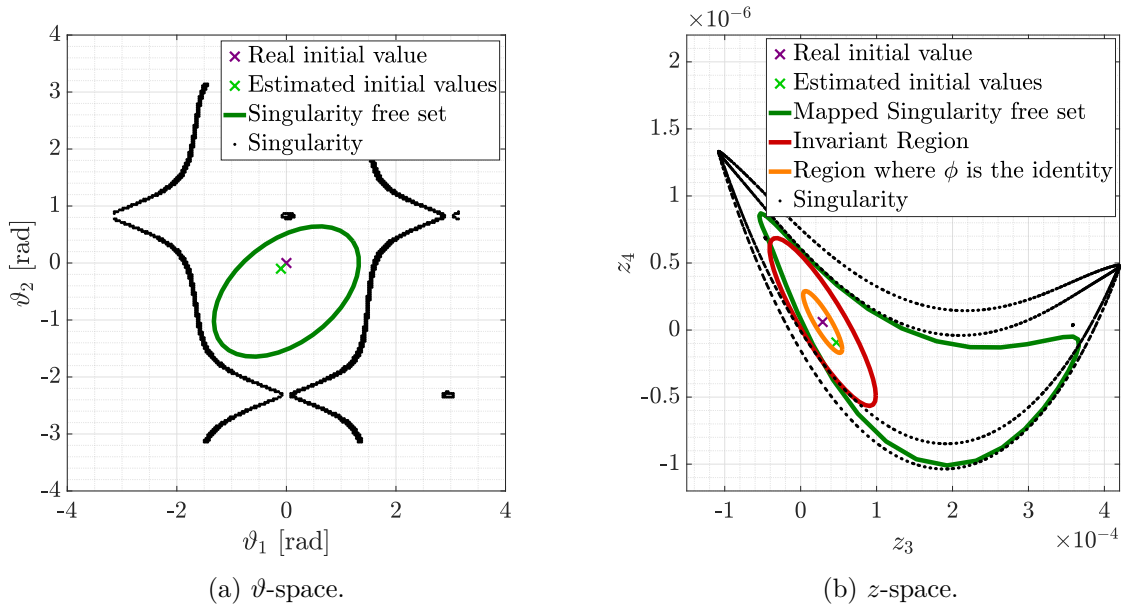 4
3
2
1
0
-1
-2
-3
-4
-4
-2
0
2
4
ϑ₂ [rad]
ϑ₁ [rad]
Real initial value
Estimated initial values
Singularity free set
Singularity
(a) ϑ-space.
×10⁻⁶
2
1.5
1
0.5
0
-0.5
-1
0
1
2
3
4
×10⁻⁴
z₄
z₃
Real initial value
Estimated initial values
Mapped Singularity free set
Invariant Region
Region where ϕ is the identity
Singularity
(b) z-space.